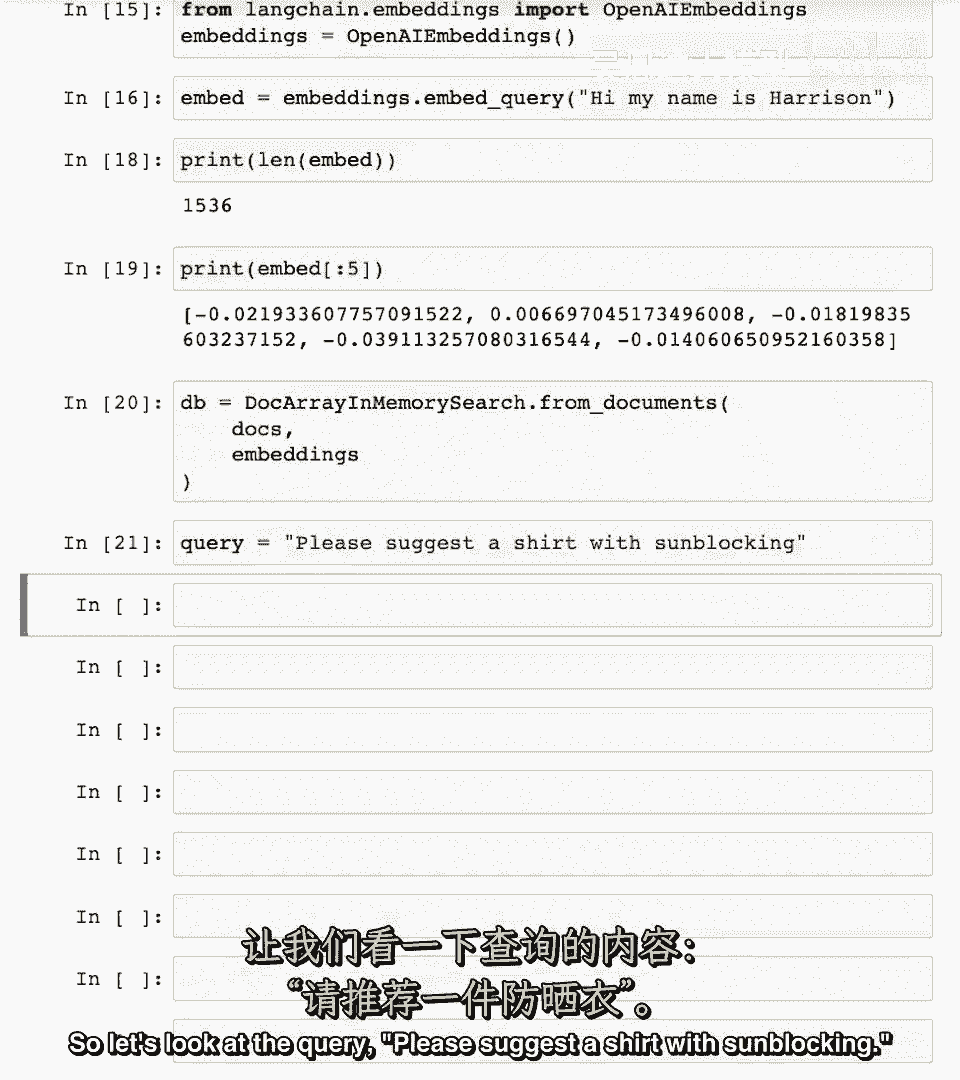 In [15]: from langchain.embeddings import OpenAIEmbeddings
embeddings = OpenAIEmbeddings()
In [16]: embed = embeddings.embed_query("Hi my name is Harrison")
In [18]: print(len(embed))
1536
In [19]: print(embed[:5])
[-0.021933607757091522, 0.006697045173496008, -0.01819835
603237152, -0.039113257080316544, -0.014060650952160358]
In [20]: db = DocArrayInMemorySearch.from_documents(
docs,
embeddings
)
In [21]: query = "Please suggest a shirt with sunblocking"
In [ ]:
In [ ]:
In [ ]:
In [ ]:
In [ ]:
In [ ]:
In [ ]:
让我们看一下查询的内容：
“请推荐一件防晒衣”。
So let's look at the query, "Please suggest a shirt with sunblocking."